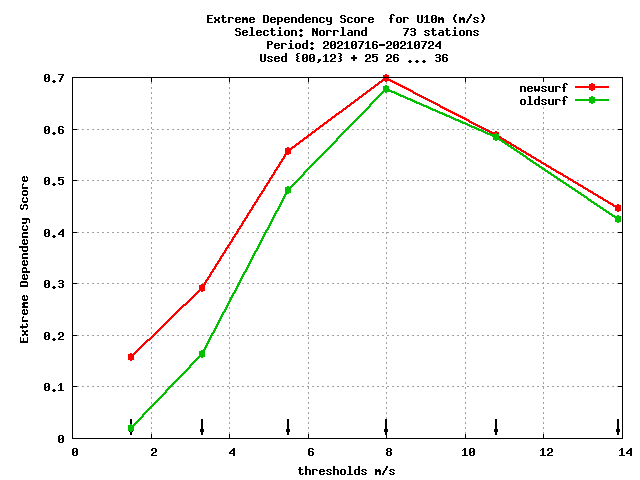 Extreme Dependency Score  for U10m (m/s)
Selection: Norrland     73 stations
Period: 20210716-20210724
Used {00,12} + 25 26 ... 36
newsurf
oldsurf
Extreme Dependency Score
0.7
0.6
0.5
0.4
0.3
0.2
0.1
0
0 2 4 6 8 10 12 14
thresholds m/s